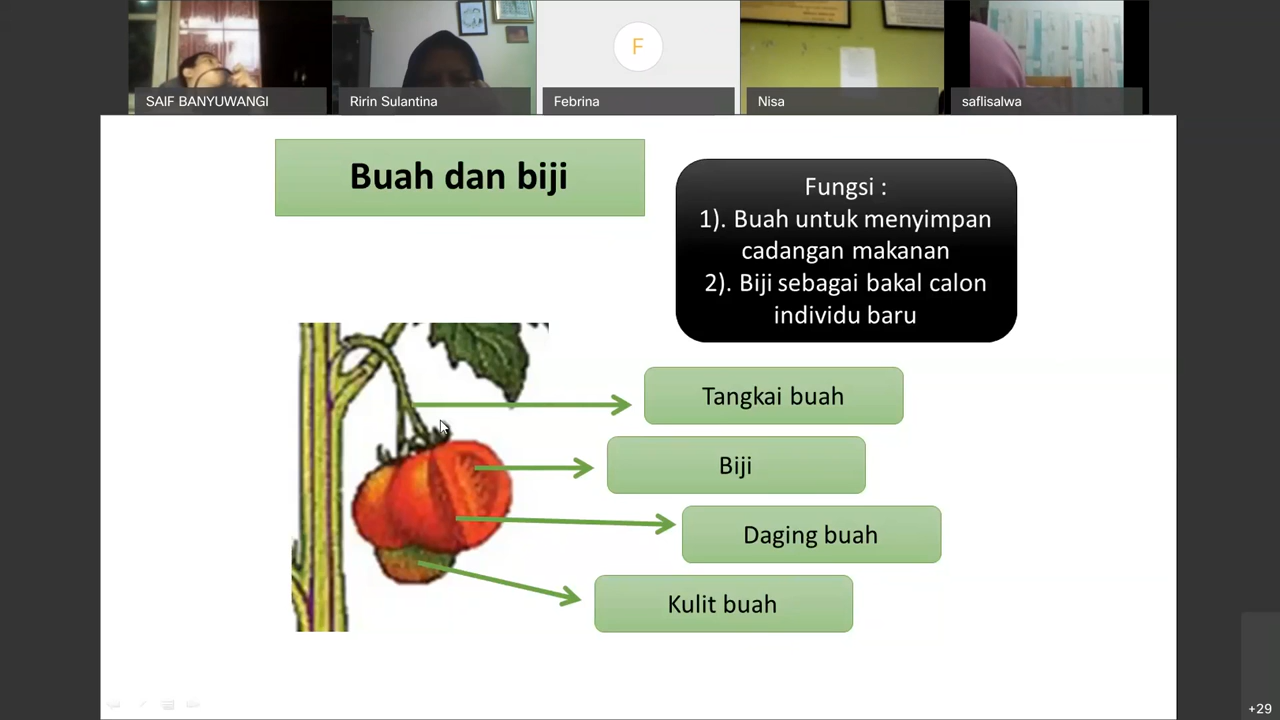 SAIF BANYUWANGI
Ririn Sulantina
F
Febrina
Nisa
saflisalwa
Buah dan biji
Fungsi :
1). Buah untuk menyimpan
cadangan makanan
2). Biji sebagai bakal calon
individu baru
Tangkai buah
Biji
Daging buah
Kulit buah
+29